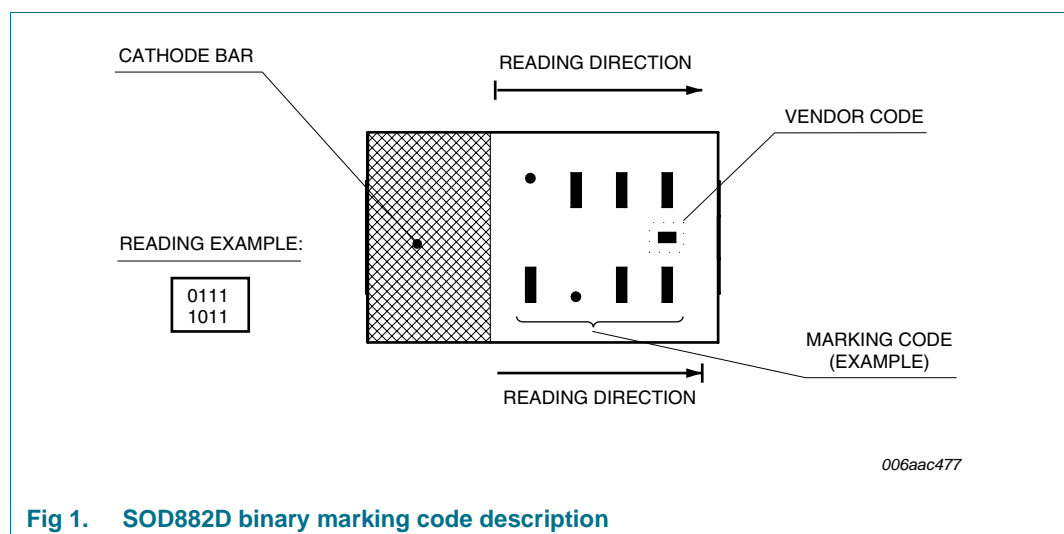 CATHODE BAR
READING DIRECTION
VENDOR CODE
READING EXAMPLE:
0111
1011
MARKING CODE
(EXAMPLE)
READING DIRECTION
006aac477
Fig 1. SOD882D binary marking code description